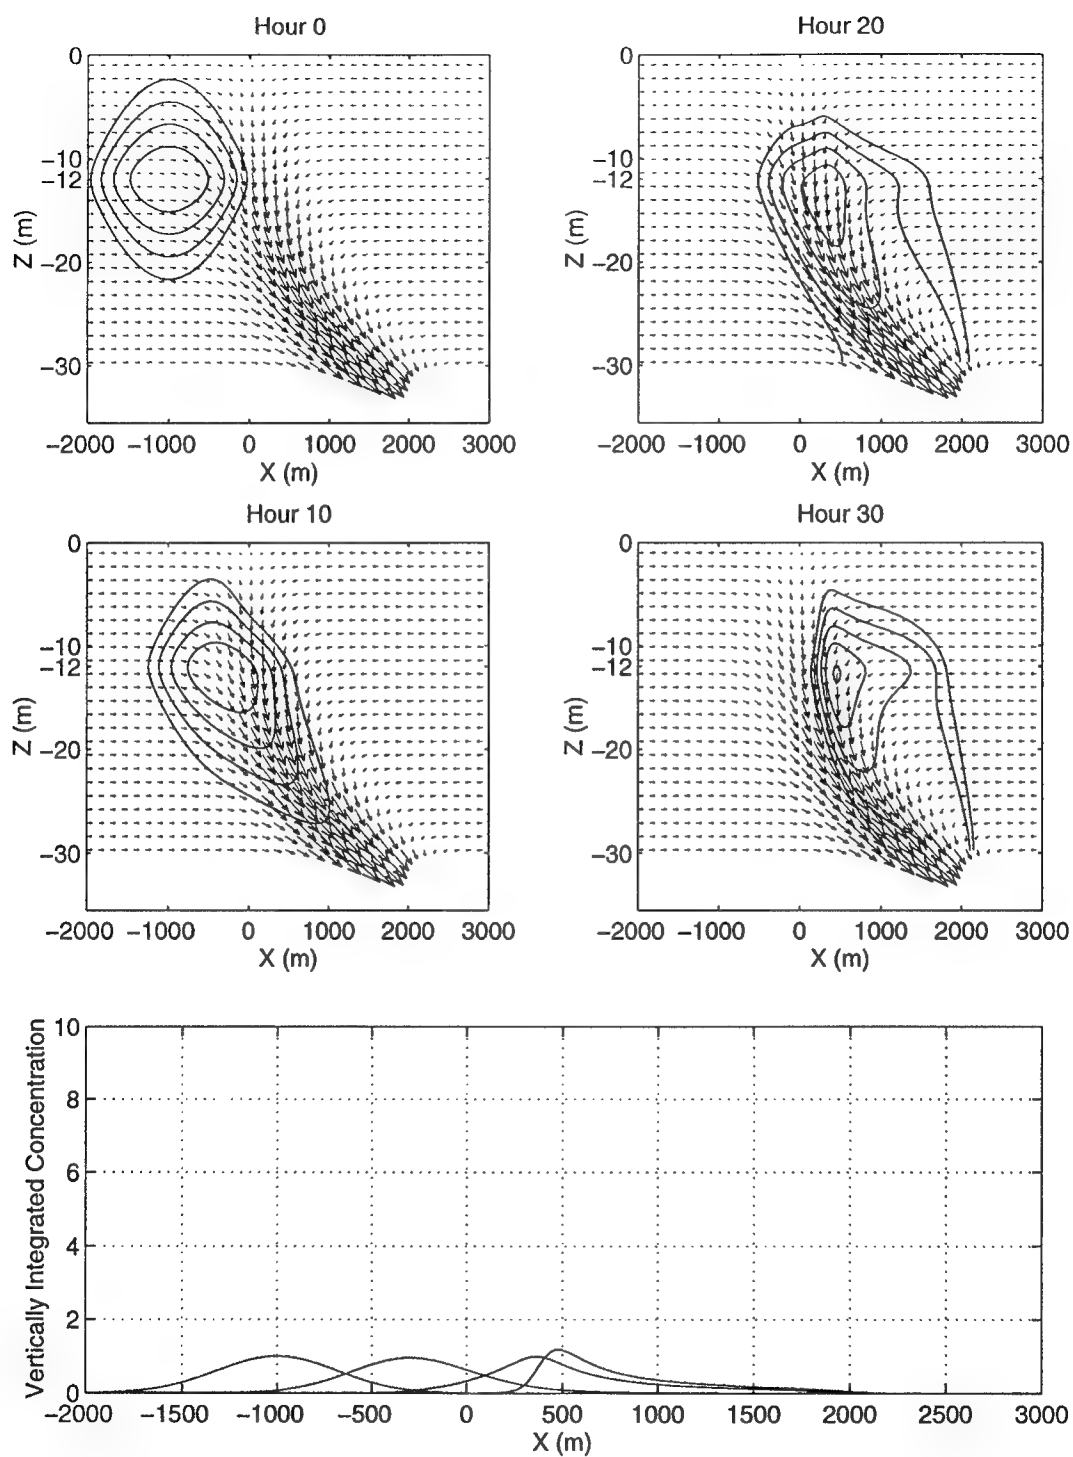 Hour 0
Hour 20
0
−10
−12
−20
−30
Z (m)
−2000 −1000 0 1000 2000 3000
X (m)
0
−10
−12
−20
−30
Z (m)
−2000 −1000 0 1000 2000 3000
X (m)
Hour 10
Hour 30
0
−10
−12
−20
−30
Z (m)
−2000 −1000 0 1000 2000 3000
X (m)
0
−10
−12
−20
−30
Z (m)
−2000 −1000 0 1000 2000 3000
X (m)
Vertically Integrated Concentration
10
8
6
4
2
0
−2000 −1500 −1000 −500 0 500 1000 1500 2000 2500 3000
X (m)